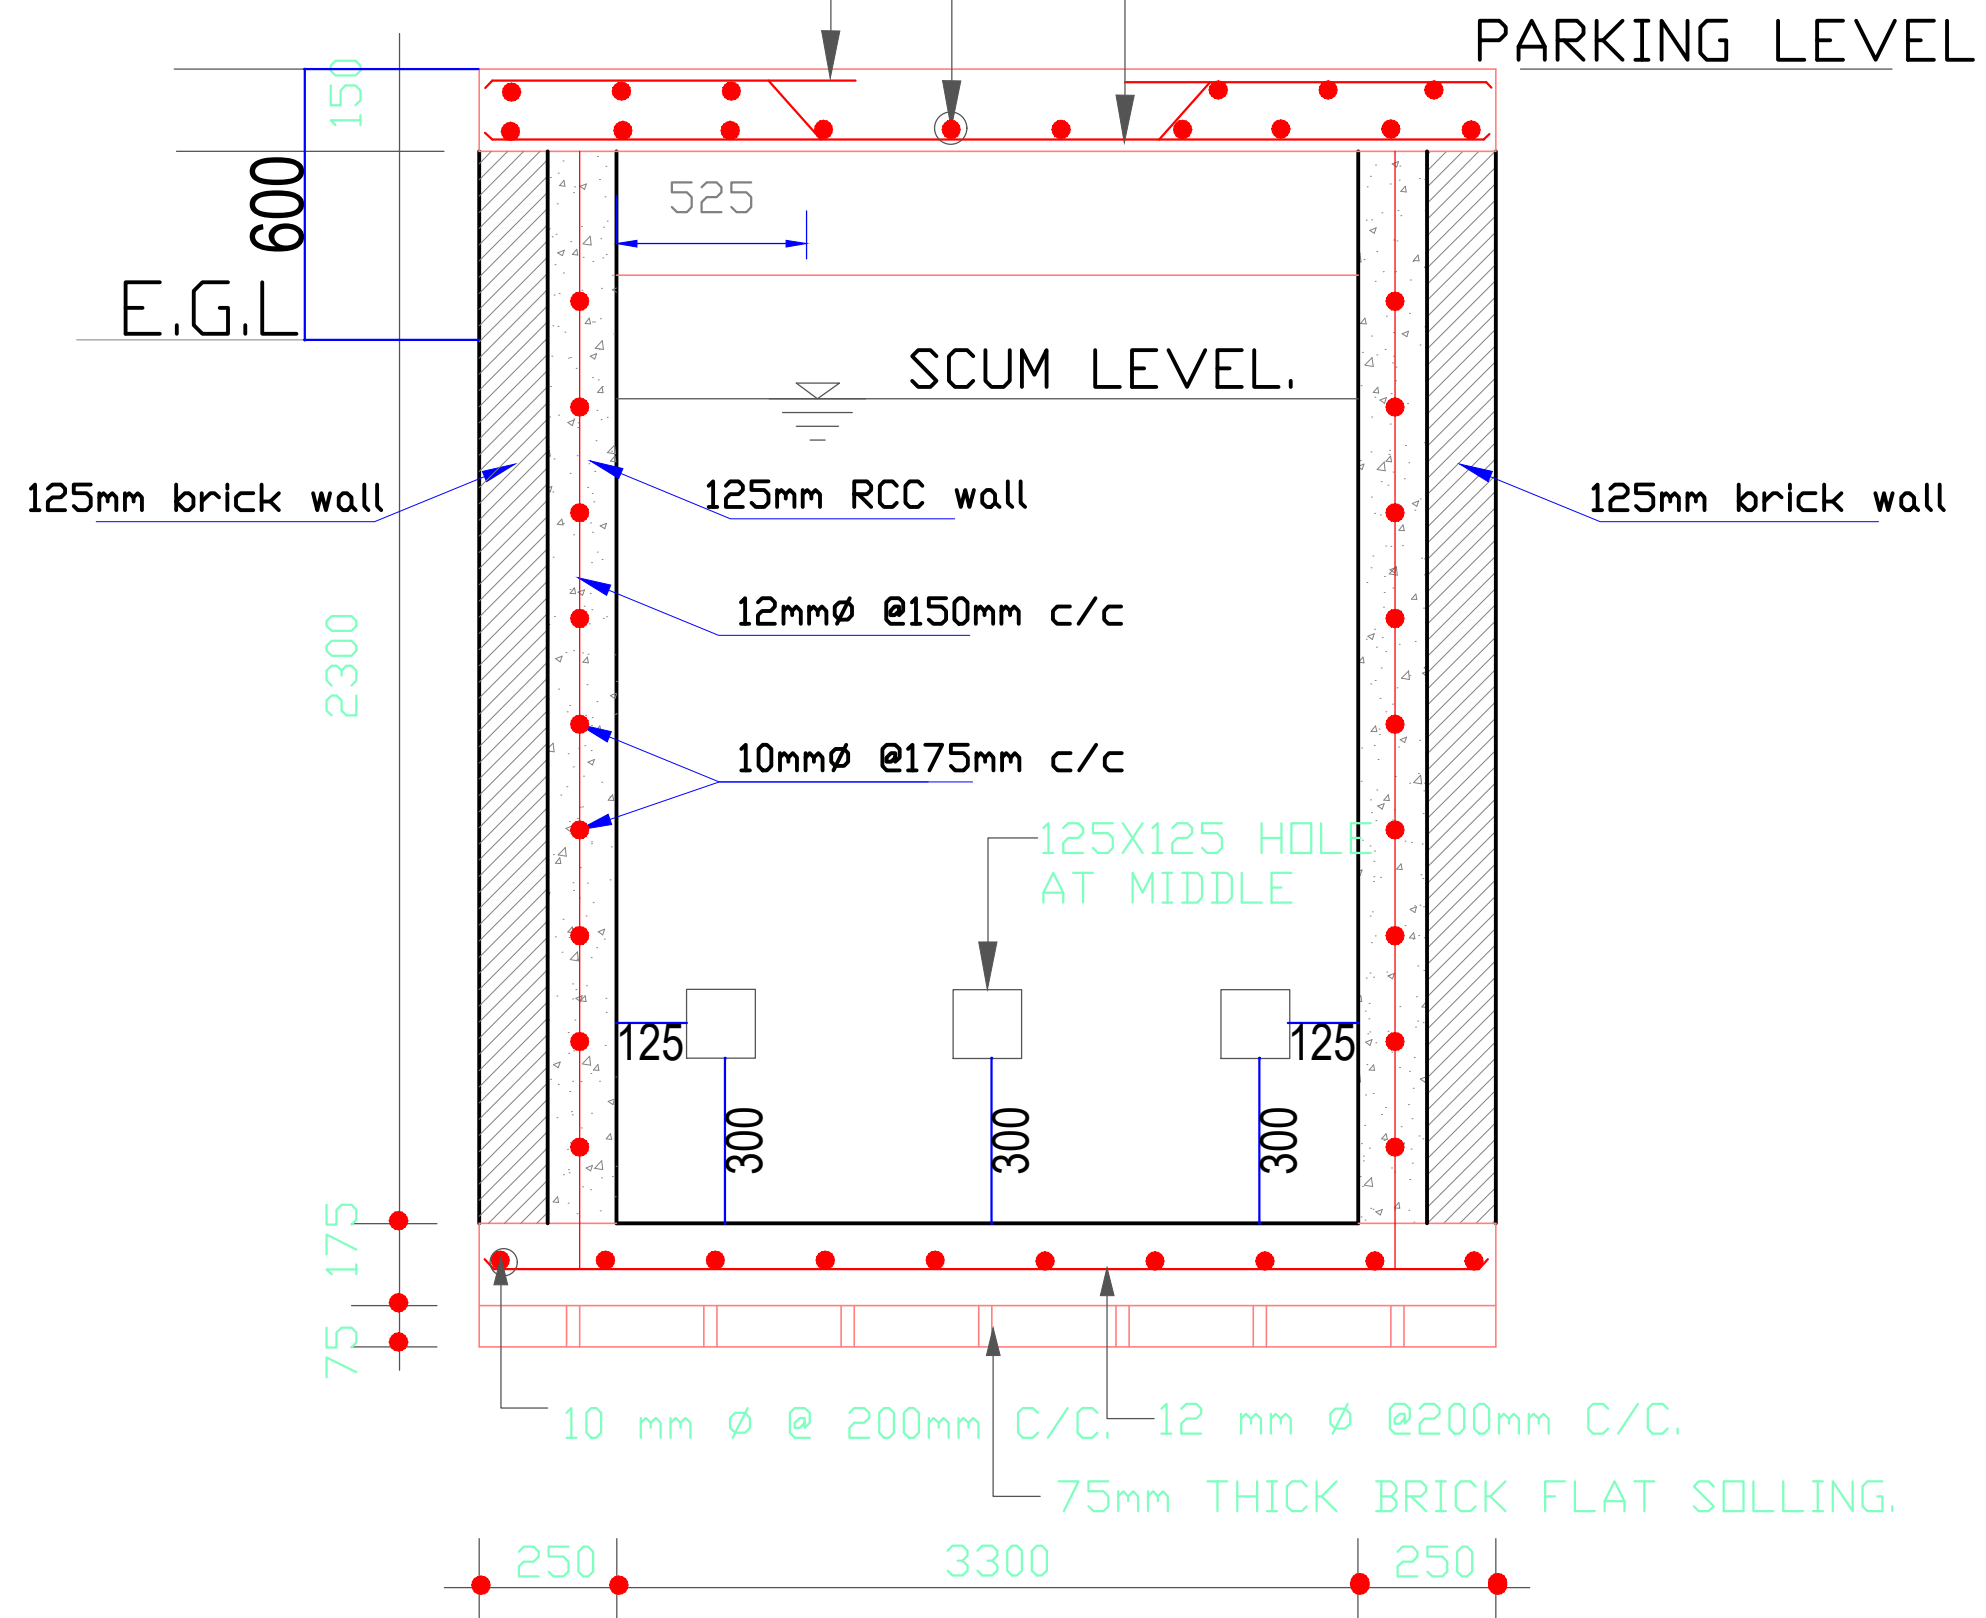 PARKING LEVEL
150
600
525
E.G.L
SCUM LEVEL.
125mm brick wall
125mm RCC wall
125mm brick wall
12mmØ @150mm c/c
2300
10mmØ @175mm c/c
125X125 HOLE
AT MIDDLE
125
125
300
300
300
175
75
10 mm Ø @ 200mm C/C.
12 mm Ø @200mm C/C.
75mm THICK BRICK FLAT SOLLING.
250
3300
250